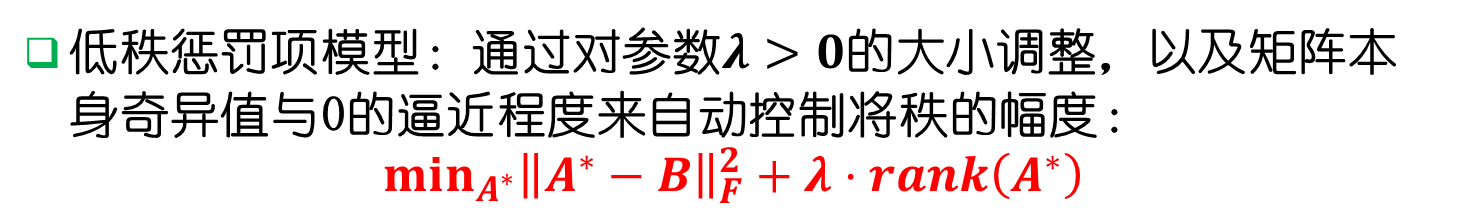 低秩惩罚项模型：通过对参数λ > 0的大小调整，以及矩阵本
身奇异值与0的逼近程度来自动控制将秩的幅度：
min_{A*}‖A* − B‖_F^2 + λ · rank(A*)